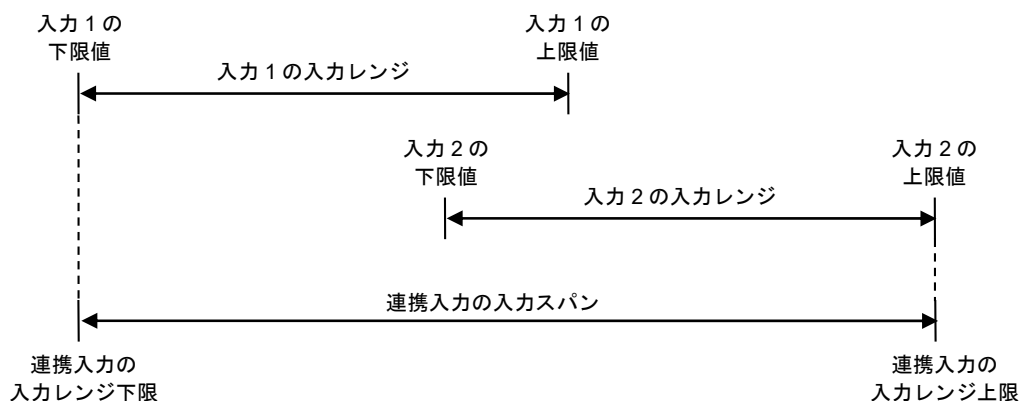 入力1の
下限値
入力1の
上限値
入力1の入力レンジ
入力2の
下限値
入力2の
上限値
入力2の入力レンジ
連携入力の入力スパン
連携入力の
入力レンジ下限
連携入力の
入力レンジ上限